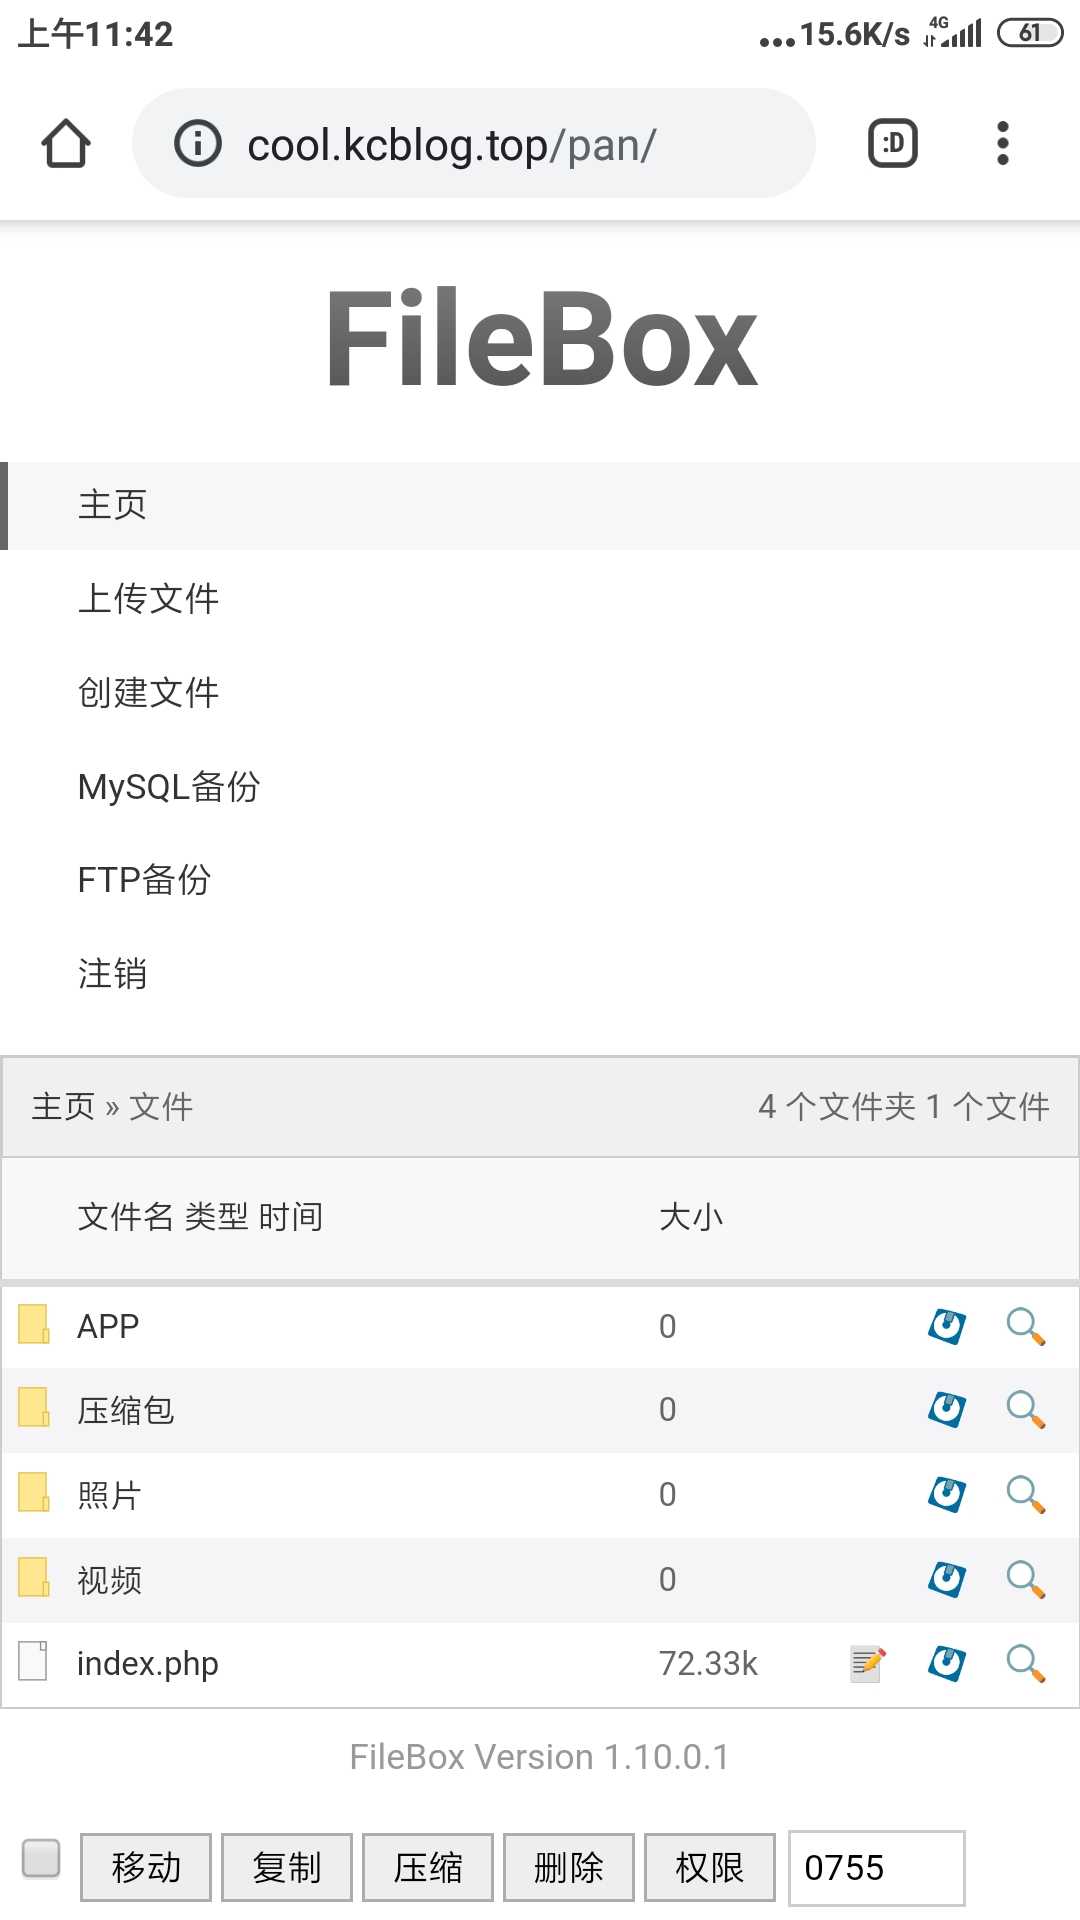 上午11:42 ...15.6K/s 4G 61
cool.kcblog.top/pan/ :D
FileBox
主页
上传文件
创建文件
MySQL备份
FTP备份
注销
主页 » 文件 4 个文件夹 1 个文件
文件名 类型 时间 大小
APP 0
压缩包 0
照片 0
视频 0
index.php 72.33k
FileBox Version 1.10.0.1
移动 复制 压缩 删除 权限 0755